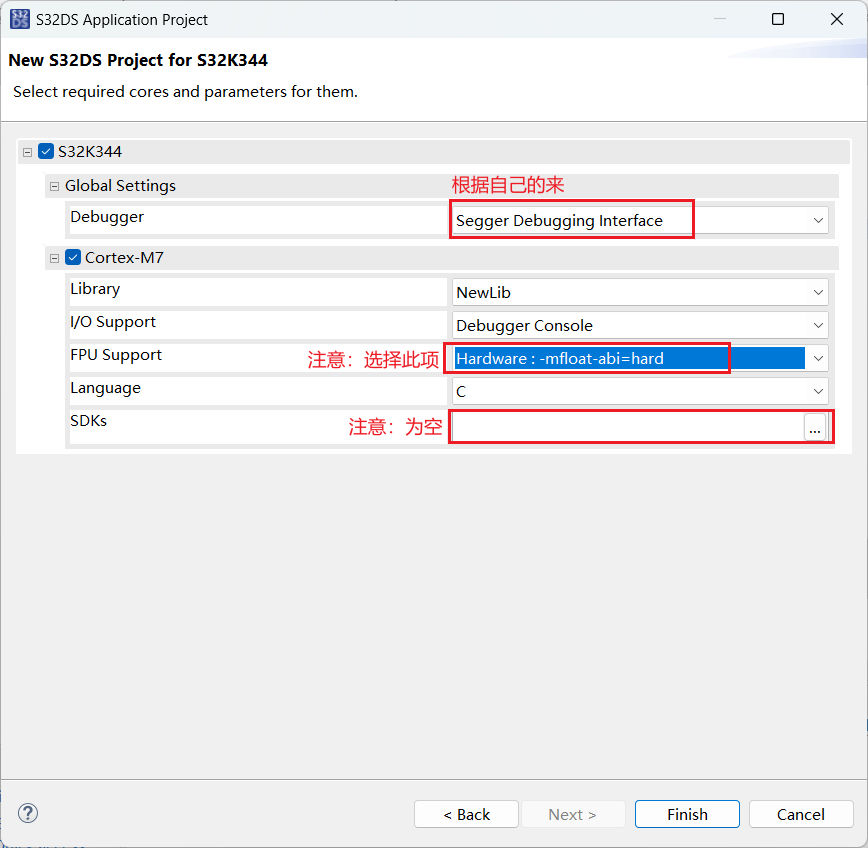 S32DS Application Project
New S32DS Project for S32K344
Select required cores and parameters for them.
S32K344
Global Settings
根据自己的来
Debugger
Segger Debugging Interface
Cortex-M7
Library
NewLib
I/O Support
Debugger Console
FPU Support
注意：选择此项
Hardware : -mfloat-abi=hard
Language
C
SDKs
注意：为空
...
?
< Back
Next >
Finish
Cancel